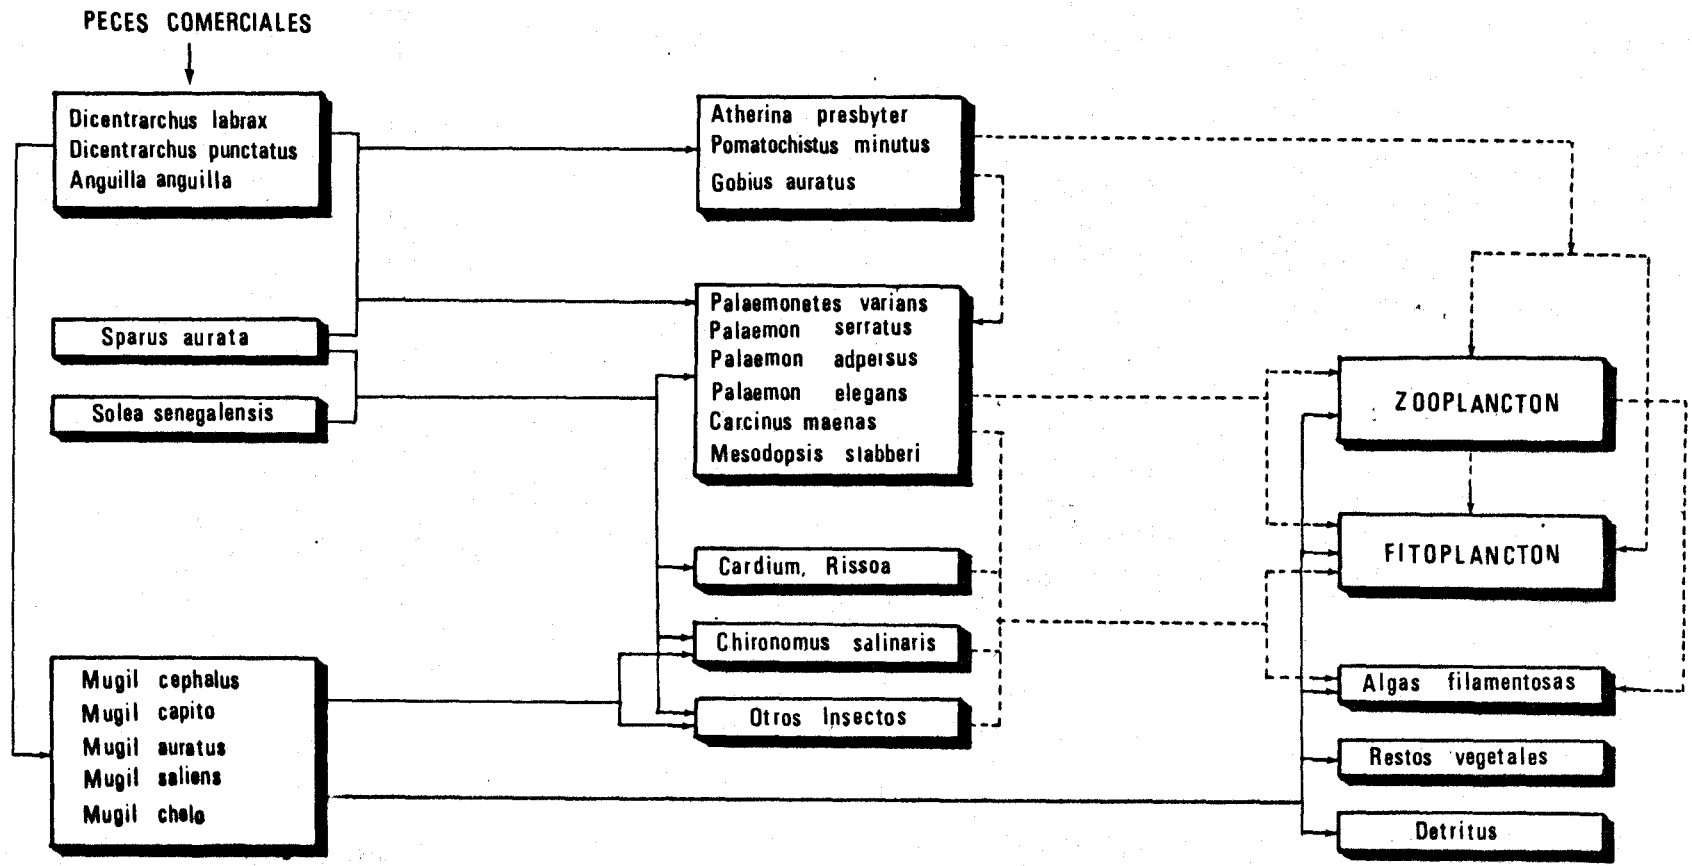 PECES COMERCIALES
Dicentrarchus labrax
Dicentrarchus punctatus
Anguilla anguilla
Sparus aurata
Solea senegalensis
Mugil cephalus
Mugil capito
Mugil auratus
Mugil saliens
Mugil chelo
Atherina presbyter
Pomatochistus minutus
Gobius auratus
Palaemonetes varians
Palaemon serratus
Palaemon adpersus
Palaemon elegans
Carcinus maenas
Mesodopsis slabberi
Cardium, Rissoa
Chironomus salinaris
Otros Insectos
ZOOPLANCTON
FITOPLANCTON
Algas filamentosas
Restos vegetales
Detritus